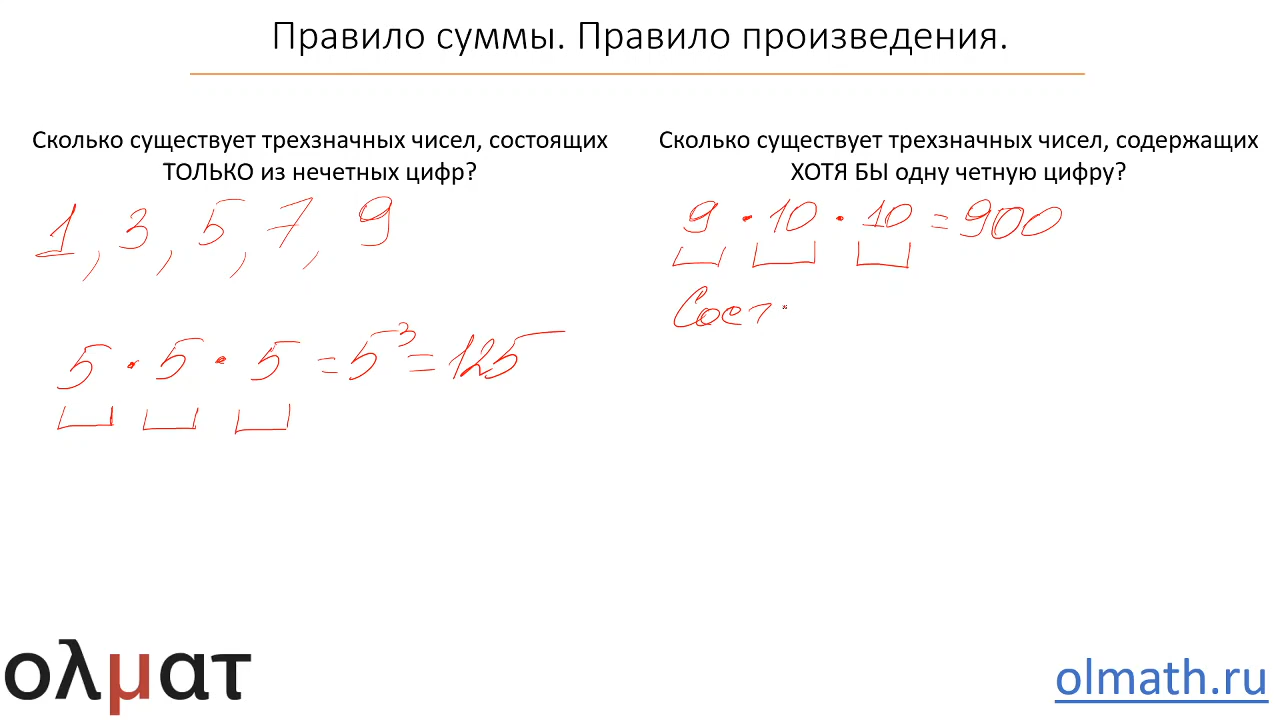 Правило суммы. Правило произведения.
Сколько существует трехзначных чисел, состоящих
ТОЛЬКО из нечетных цифр?
1, 3, 5, 7, 9
5 · 5 · 5 = 5³ = 125
Сколько существует трехзначных чисел, содержащих
ХОТЯ БЫ одну четную цифру?
9 · 10 · 10 = 900
Сост
ολματ
olmath.ru